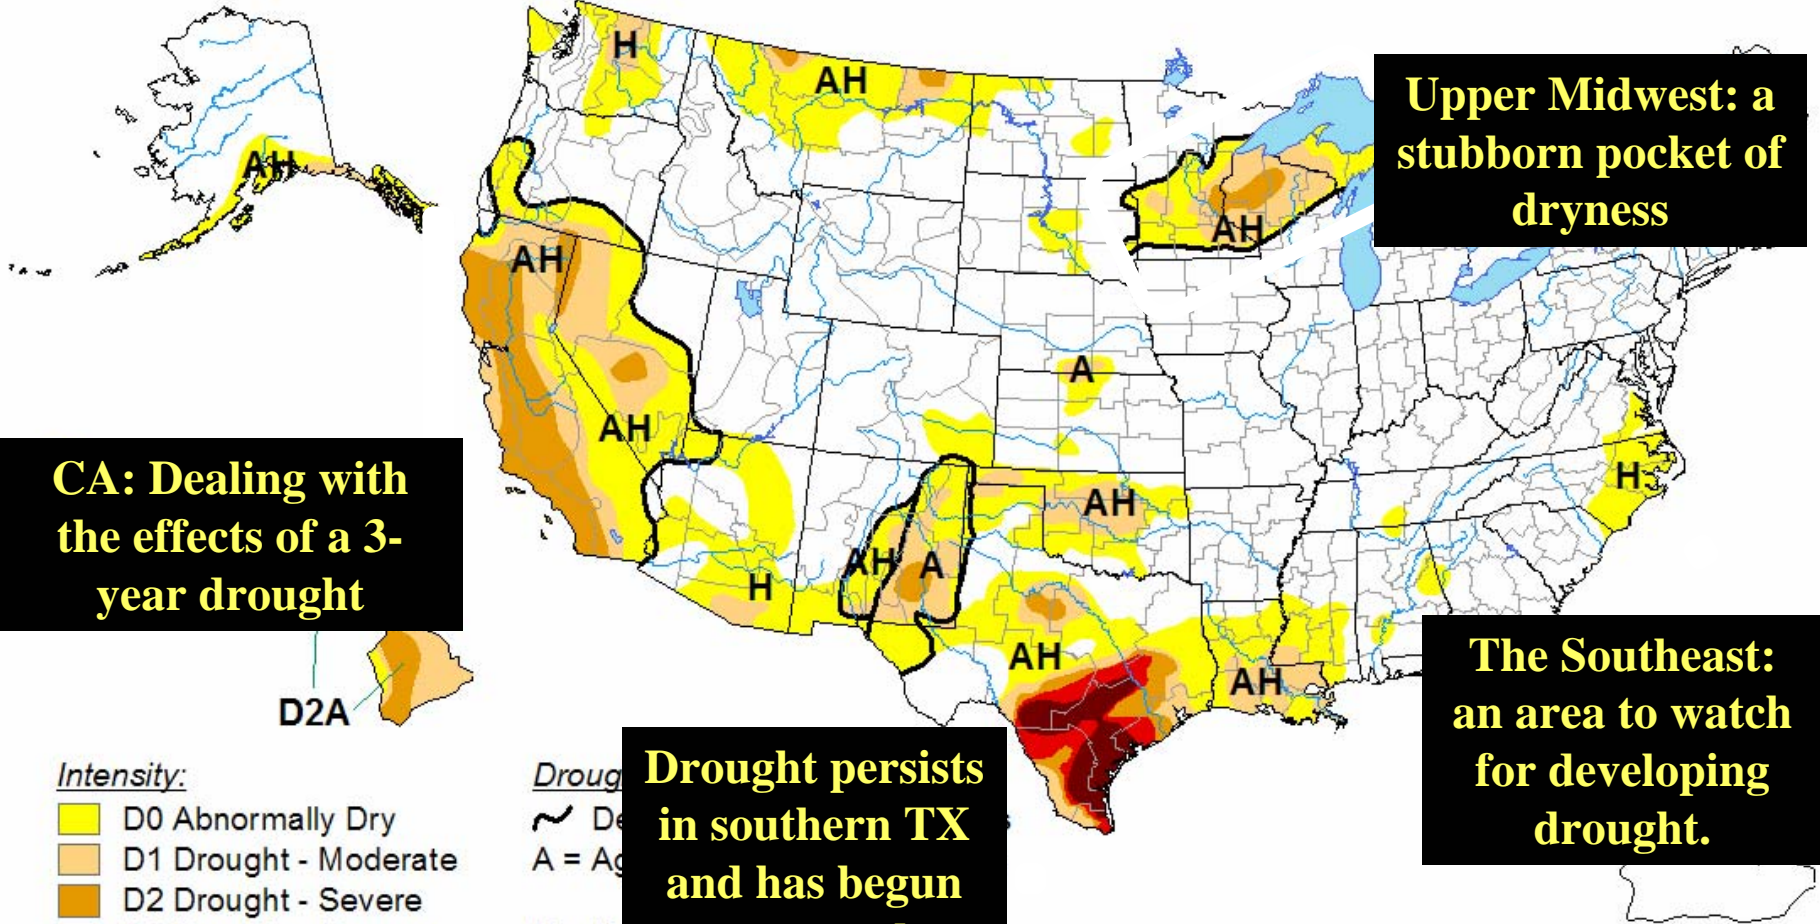 H
AH
Upper Midwest: a
stubborn pocket of
dryness
AH
AH
AH
A
AH
CA: Dealing with
the effects of a 3-
year drought
H
AH
AH
A
H
AH
AH
D2A
The Southeast:
an area to watch
for developing
drought.
Intensity:
D0 Abnormally Dry
D1 Drought - Moderate
D2 Drought - Severe
A =
Drought persists
in southern TX
and has begun